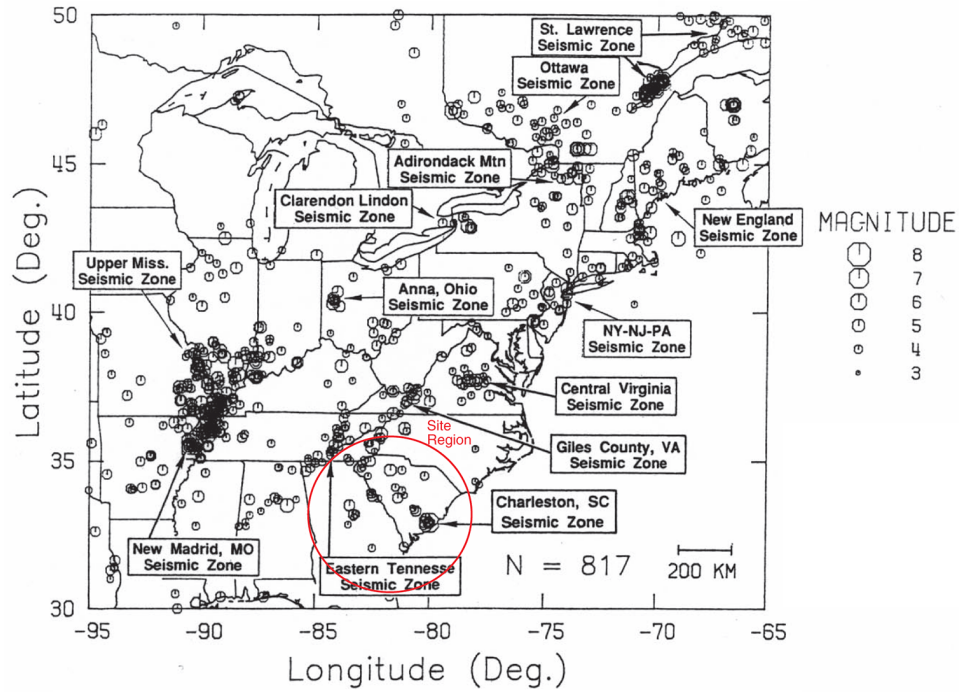 50
45
40
35
30
Latitude (Deg.)
-95
-90
-85
-80
-75
-70
-65
Longitude (Deg.)
St. Lawrence
Seismic Zone
Ottawa
Seismic Zone
Adirondack Mtn
Seismic Zone
Clarendon Lindon
Seismic Zone
New England
Seismic Zone
Upper Miss.
Seismic Zone
Anna, Ohio
Seismic Zone
NY-NJ-PA
Seismic Zone
Central Virginia
Seismic Zone
Site
Region
Giles County, VA
Seismic Zone
Charleston, SC
Seismic Zone
New Madrid, MO
Seismic Zone
Eastern Tennesse
Seismic Zone
N = 817
200 KM
MAGNITUDE
8
7
6
5
4
3